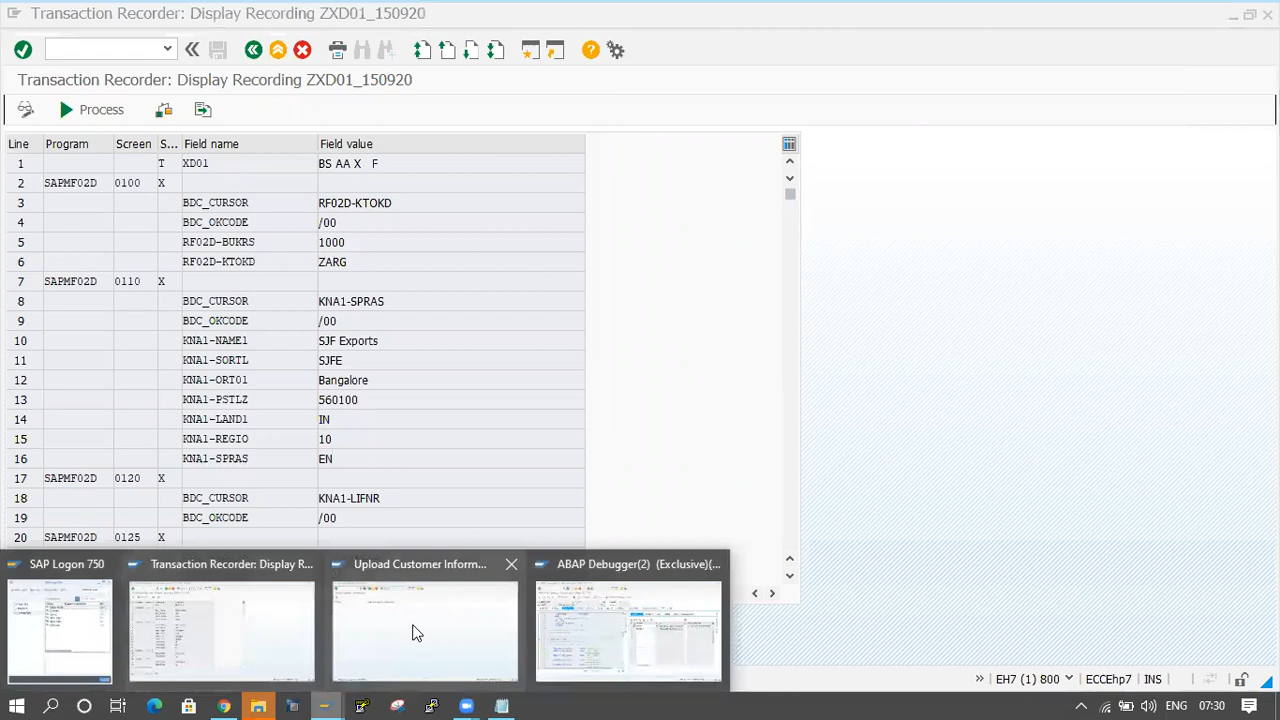 Transaction Recorder: Display Recording ZXD01_150920
Transaction Recorder: Display Recording ZXD01_150920
Process
Line Program Screen S... Field name Field value
1 T XD01 BS AA X F
2 SAPMF02D 0100 X
3 BDC_CURSOR RF02D-KTOKD
4 BDC_OKCODE /00
5 RF02D-BUKRS 1000
6 RF02D-KTOKD ZARG
7 SAPMF02D 0110 X
8 BDC_CURSOR KNA1-SPRAS
9 BDC_OKCODE /00
10 KNA1-NAME1 SJF Exports
11 KNA1-SORTL SJFE
12 KNA1-ORT01 Bangalore
13 KNA1-PSTLZ 560100
14 KNA1-LAND1 IN
15 KNA1-REGIO 10
16 KNA1-SPRAS EN
17 SAPMF02D 0120 X
18 BDC_CURSOR KNA1-LIFNR
19 BDC_OKCODE /00
20 SAPMF02D 0125 X
SAP Logon 750 Transaction Recorder: Display R... Upload Customer Inform... ABAP Debugger(2) (Exclusive)(...
EH7 (1) 800 ECCEhp7 INS
ENG 07:30